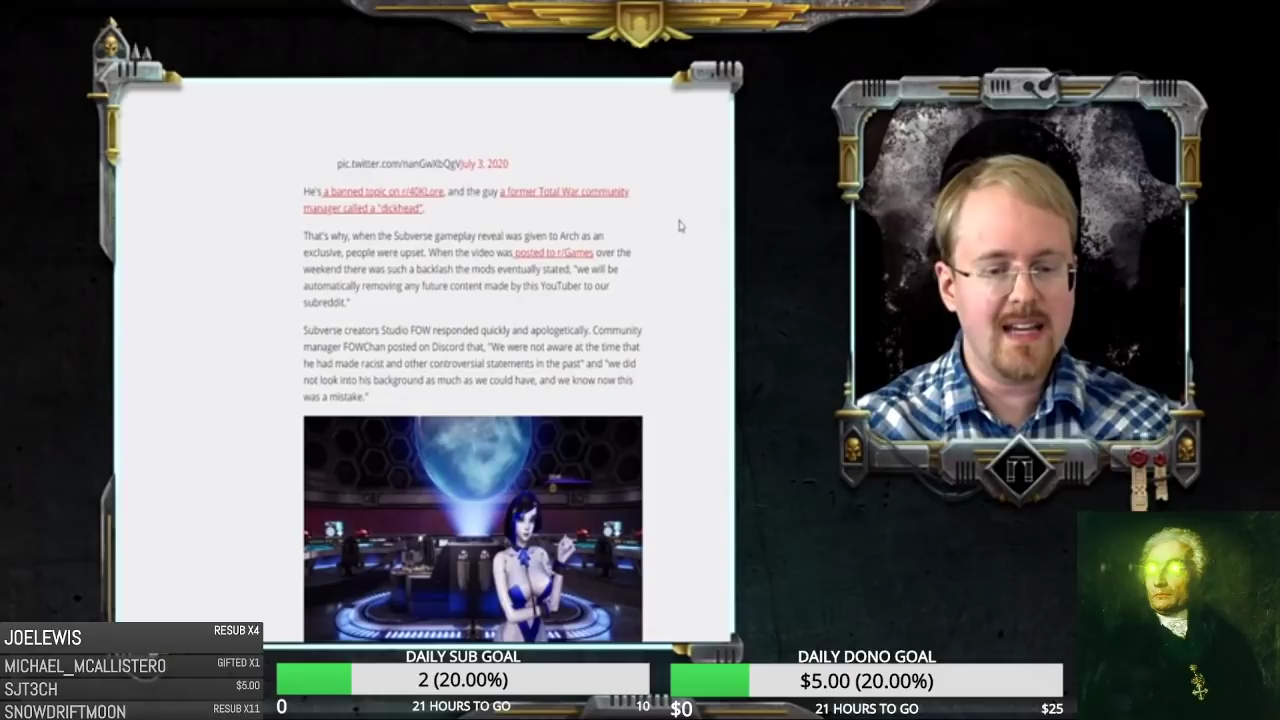 pic.twitter.com/nanGwXbQgVJuly 3, 2020
He's a banned topic on r/40KLore, and the guy a former Total War community
manager called a "dickhead".
That's why, when the Subverse gameplay reveal was given to Arch as an
exclusive, people were upset. When the video was posted to r/Games over the
weekend there was such a backlash the mods eventually stated, "we will be
automatically removing any future content made by this YouTuber to our
subreddit."
Subverse creators Studio FOW responded quickly and apologetically. Community
manager FOWChan posted on Discord that, "We were not aware at the time that
he had made racist and other controversial statements in the past" and "we did
not look into his background as much as we could have, and we know now this
was a mistake."
JOELEWIS RESUB X4
MICHAEL_MCALLISTERO GIFTED X1
SJT3CH $5.00
SNOWDRIFTMOON RESUB X11
DAILY SUB GOAL
2 (20.00%)
0 21 HOURS TO GO 10
DAILY DONO GOAL
$5.00 (20.00%)
$0 21 HOURS TO GO $25